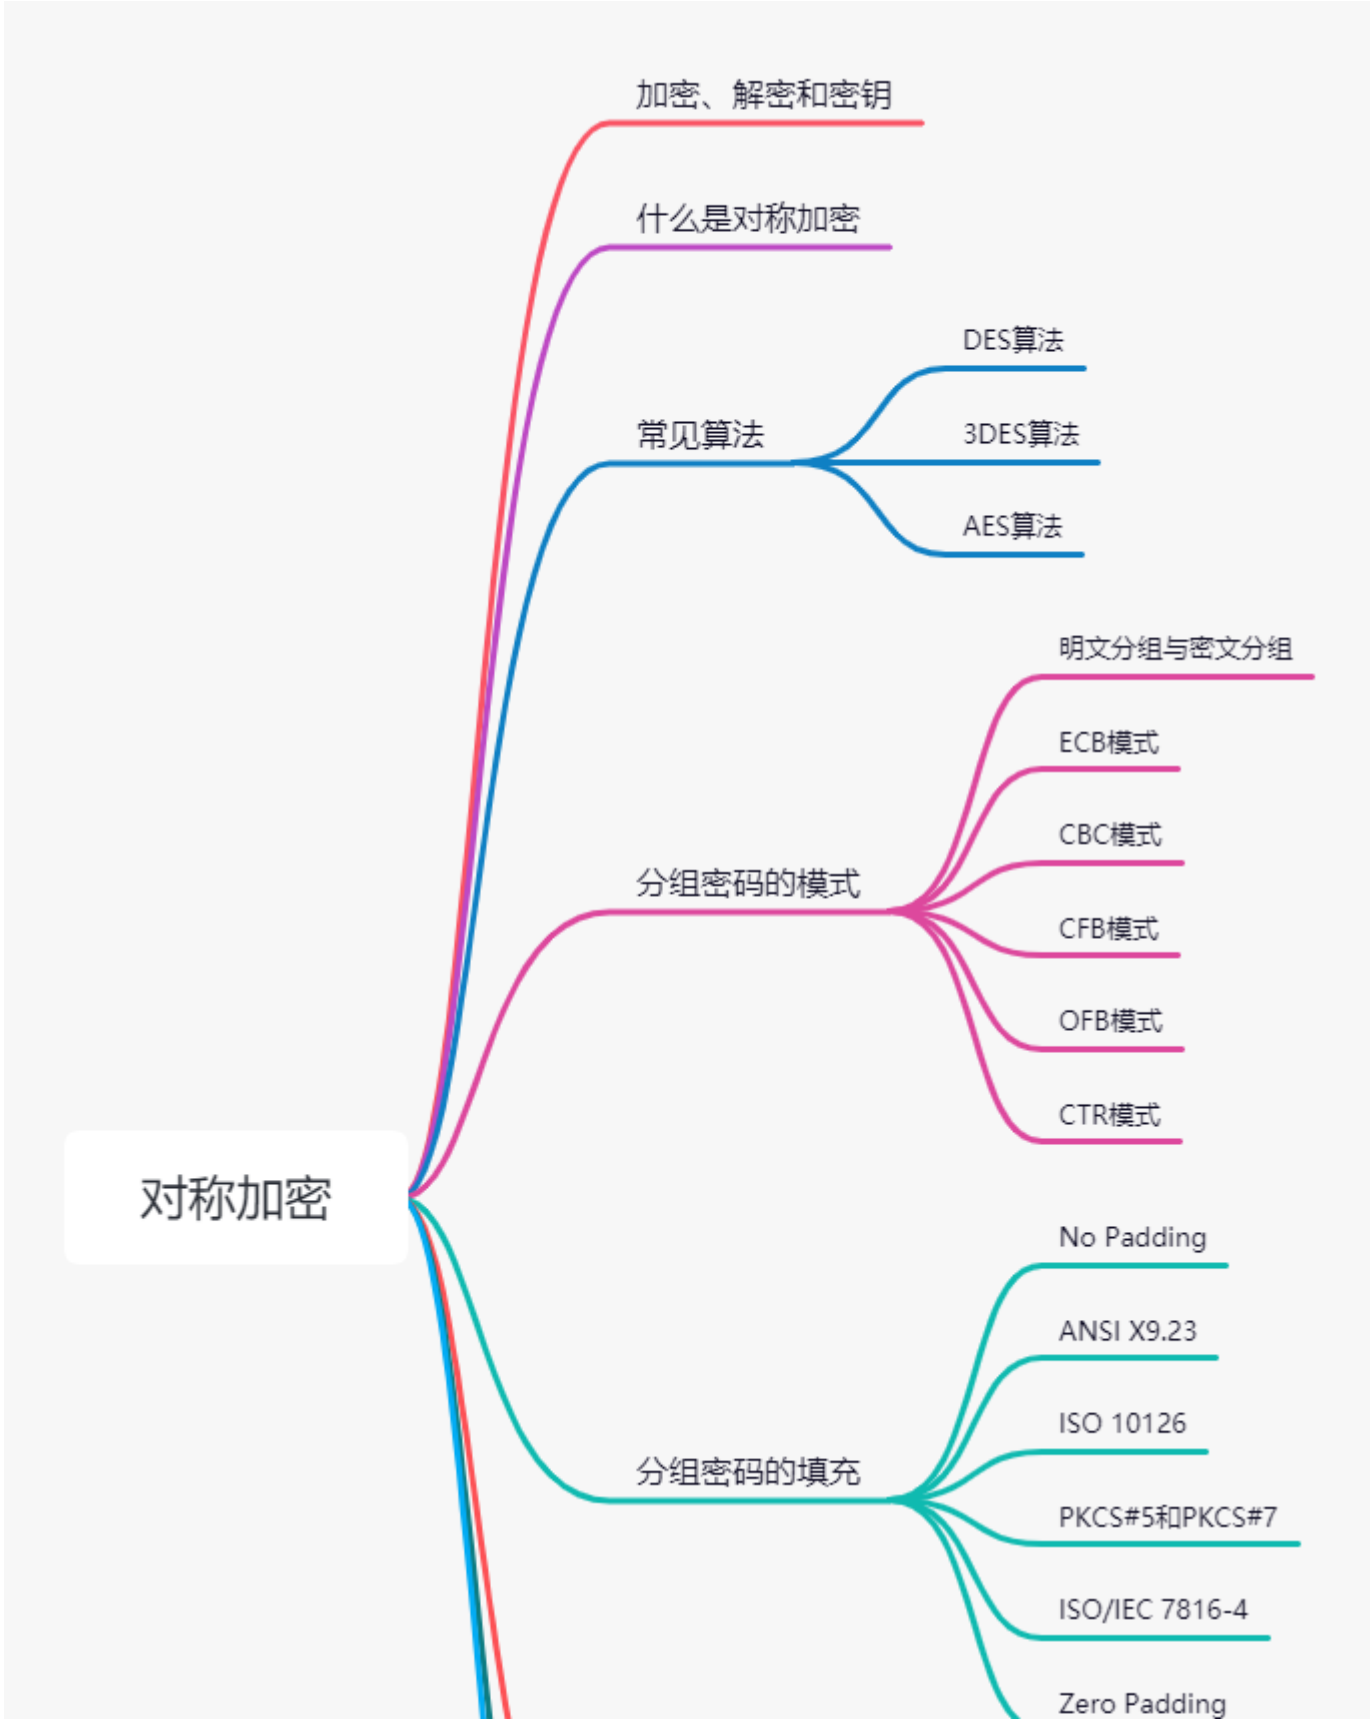 加密、解密和密钥
什么是对称加密
常见算法
DES算法
3DES算法
AES算法
分组密码的模式
明文分组与密文分组
ECB模式
CBC模式
CFB模式
OFB模式
CTR模式
对称加密
分组密码的填充
No Padding
ANSI X9.23
ISO 10126
PKCS#5和PKCS#7
ISO/IEC 7816-4
Zero Padding